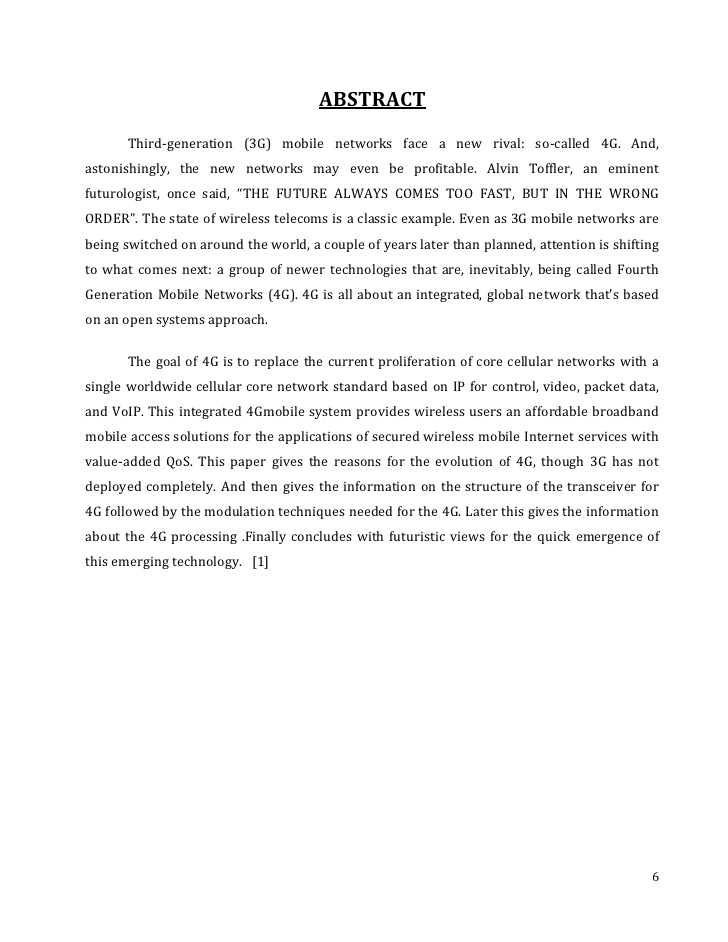 ABSTRACT
Third-generation (3G) mobile networks face a new rival: so-called 4G. And,
astonishingly, the new networks may even be profitable. Alvin Toffler, an eminent
futurologist, once said, “THE FUTURE ALWAYS COMES TOO FAST, BUT IN THE WRONG
ORDER”. The state of wireless telecoms is a classic example. Even as 3G mobile networks are
being switched on around the world, a couple of years later than planned, attention is shifting
to what comes next: a group of newer technologies that are, inevitably, being called Fourth
Generation Mobile Networks (4G). 4G is all about an integrated, global network that's based
on an open systems approach.
The goal of 4G is to replace the current proliferation of core cellular networks with a
single worldwide cellular core network standard based on IP for control, video, packet data,
and VoIP. This integrated 4Gmobile system provides wireless users an affordable broadband
mobile access solutions for the applications of secured wireless mobile Internet services with
value-added QoS. This paper gives the reasons for the evolution of 4G, though 3G has not
deployed completely. And then gives the information on the structure of the transceiver for
4G followed by the modulation techniques needed for the 4G. Later this gives the information
about the 4G processing .Finally concludes with futuristic views for the quick emergence of
this emerging technology. [1]
6